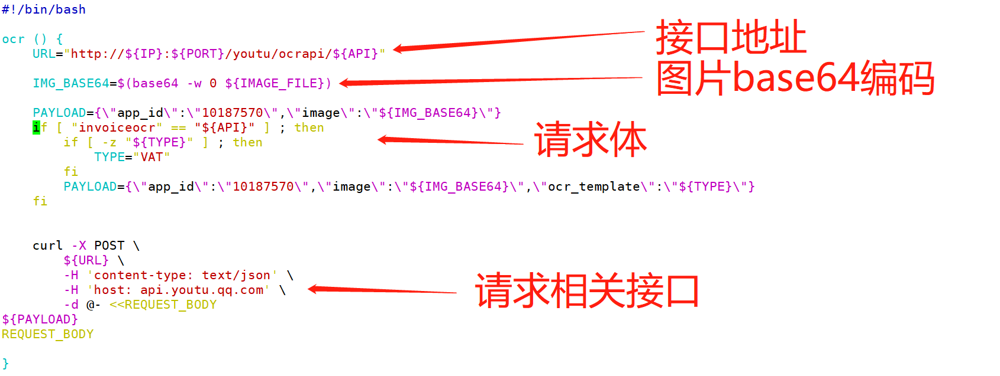 #!/bin/bash
ocr () {
URL="http://${IP}:${PORT}/youtu/ocrapi/${API}"
接口地址
图片base64编码
IMG_BASE64=$(base64 -w 0 ${IMAGE_FILE})
PAYLOAD={\"app_id\":\"10187570\",\"image\":\"${IMG_BASE64}\"}
if [ "invoiceocr" == "${API}" ] ; then
请求体
if [ -z "${TYPE}" ] ; then
TYPE="VAT"
fi
PAYLOAD={\"app_id\":\"10187570\",\"image\":\"${IMG_BASE64}\",\"ocr_template\":\"${TYPE}\"}
fi
curl -X POST \
${URL} \
-H 'content-type: text/json' \
-H 'host: api.youtu.qq.com' \
请求相关接口
-d @- <<REQUEST_BODY
${PAYLOAD}
REQUEST_BODY
}